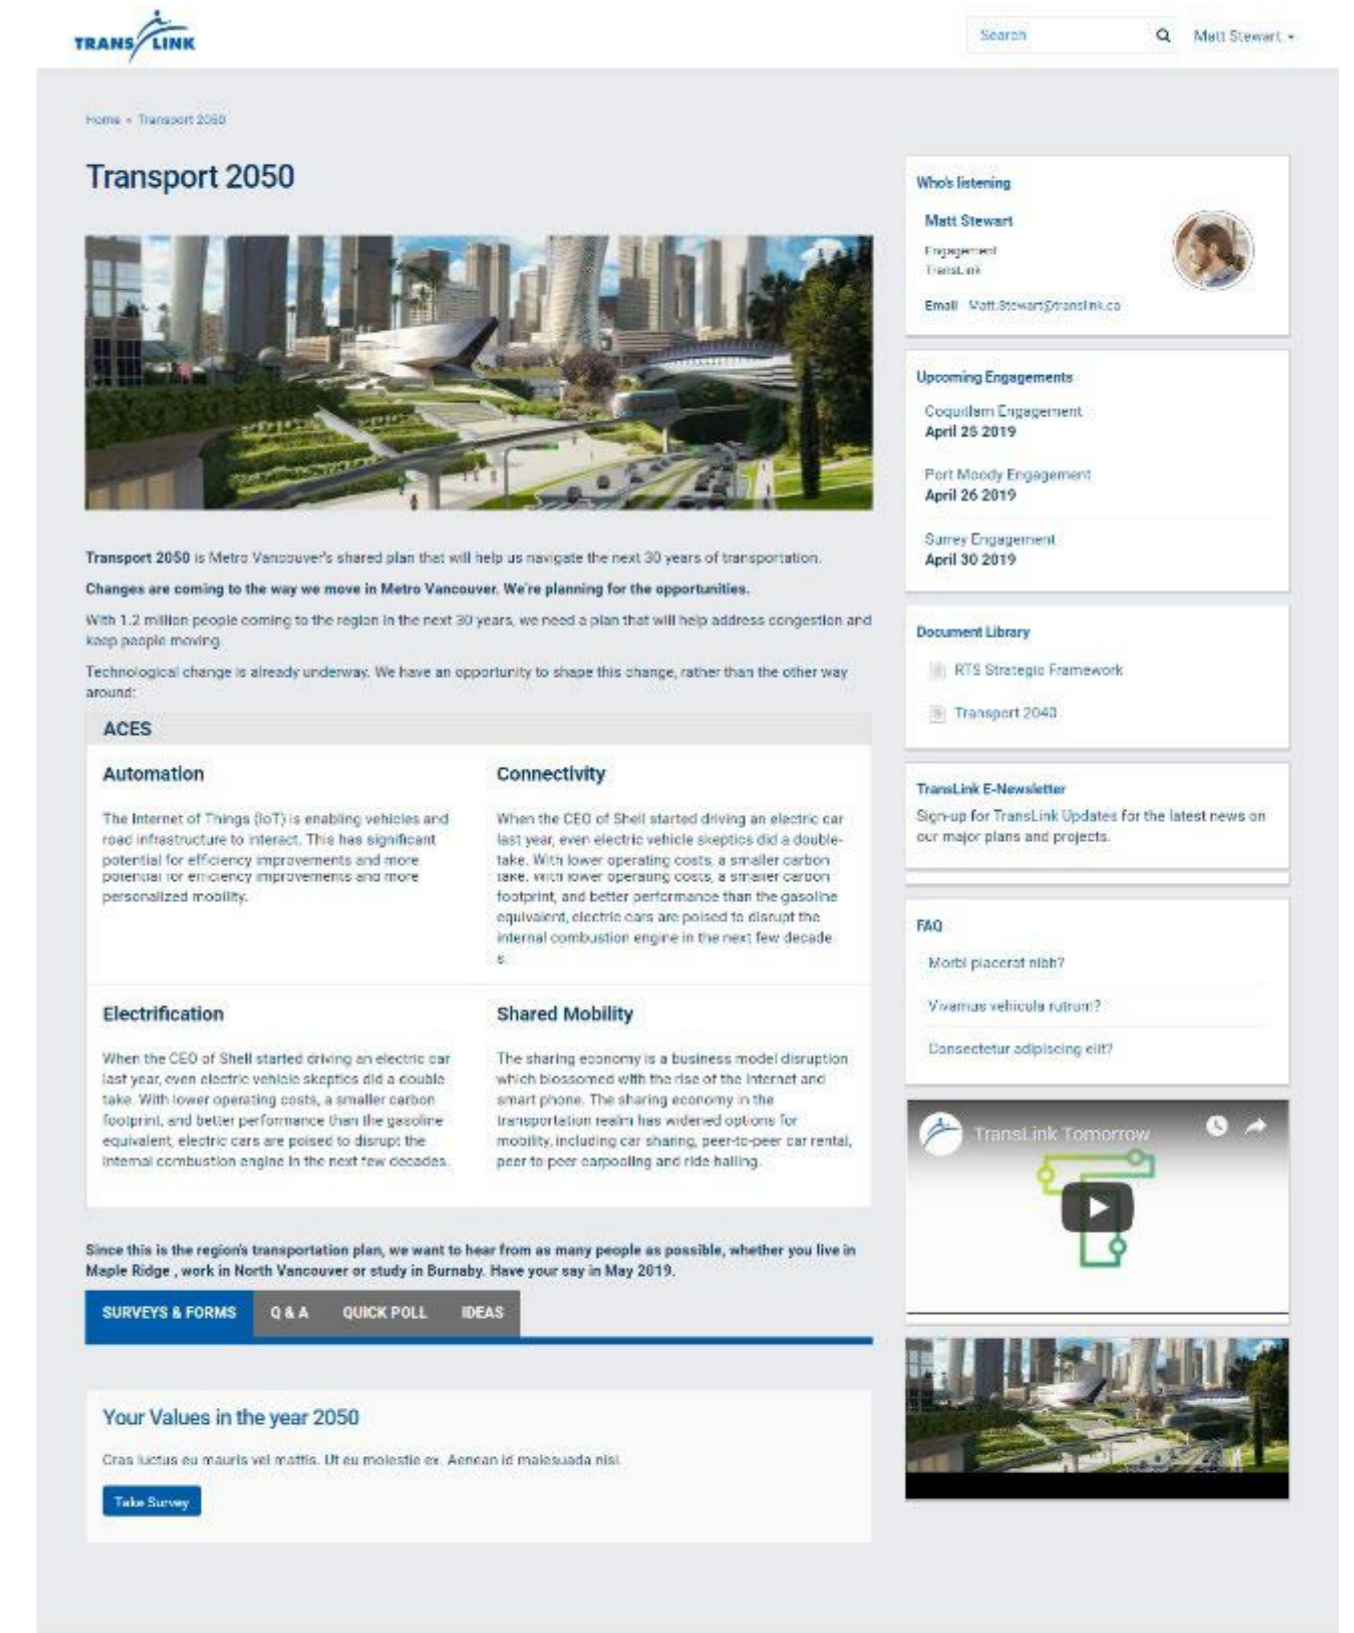 TRANSLINK
Search
Matt Stewart
Home » Transport 2050
Transport 2050
Transport 2050 is Metro Vancouver's shared plan that will help us navigate the next 30 years of transportation.
Changes are coming to the way we move in Metro Vancouver. We're planning for the opportunities.
With 1.2 million people coming to the region in the next 30 years, we need a plan that will help address congestion and
keep people moving.
Technological change is already underway. We have an opportunity to shape this change, rather than the other way
around:
ACES
Automation
The Internet of Things (IoT) is enabling vehicles and
road infrastructure to interact. This has significant
potential for efficiency improvements and more
potential for efficiency improvements and more
personalized mobility.
Connectivity
When the CEO of Shell started driving an electric car
last year, even electric vehicle skeptics did a double-
take. With lower operating costs, a smaller carbon
take. With lower operating costs, a smaller carbon
footprint, and better performance than the gasoline
equivalent, electric cars are poised to disrupt the
internal combustion engine in the next few decade
s.
Electrification
When the CEO of Shell started driving an electric car
last year, even electric vehicle skeptics did a double
take. With lower operating costs, a smaller carbon
footprint, and better performance than the gasoline
equivalent, electric cars are poised to disrupt the
internal combustion engine in the next few decades.
Shared Mobility
The sharing economy is a business model disruption
which blossomed with the rise of the Internet and
smart phone. The sharing economy in the
transportation realm has widened options for
mobility, including car sharing, peer-to-peer car rental,
peer to peer carpooling and ride hailing.
Since this is the region's transportation plan, we want to hear from as many people as possible, whether you live in
Maple Ridge , work in North Vancouver or study in Burnaby. Have your say in May 2019.
SURVEYS & FORMS
Q & A
QUICK POLL
IDEAS
Your Values in the year 2050
Cras luctus eu mauris vel mattis. Ut eu molestie ex. Aenean id malesuada nisl.
Take Survey
Who's listening
Matt Stewart
Engagement
TransLink
Email Matt.Stewart@translink.ca
Upcoming Engagements
Coquitlam Engagement
April 25 2019
Port Moody Engagement
April 26 2019
Surrey Engagement
April 30 2019
Document Library
RTS Strategic Framework
Transport 2040
TransLink E-Newsletter
Sign-up for TransLink Updates for the latest news on
our major plans and projects.
FAQ
Morbi placerat nibh?
Vivamus vehicula rutrum?
Consectetur adipiscing elit?
TransLink Tomorrow